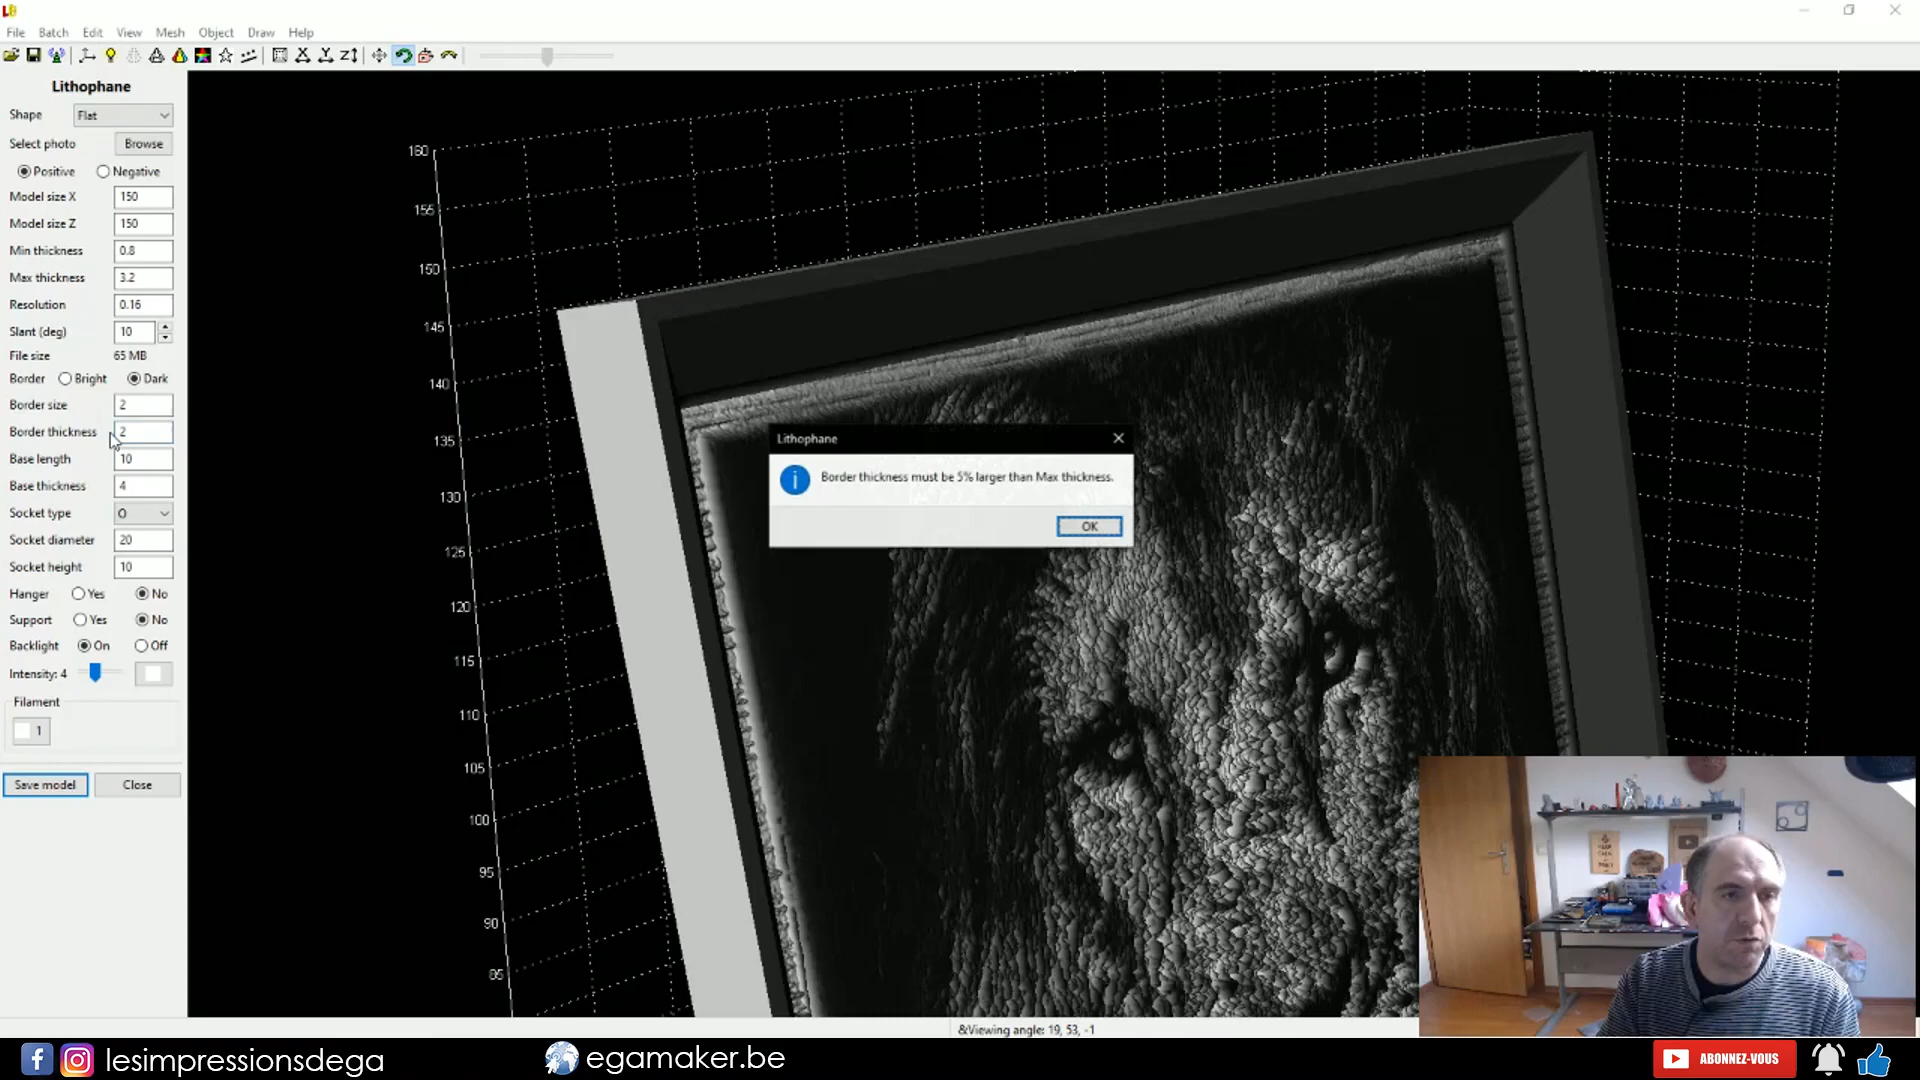 LB
File Batch Edit View Mesh Object Draw Help
Lithophane
Shape Flat
Select photo Browse
Positive Negative
Model size X 150
Model size Z 150
Min thickness 0.8
Max thickness 3.2
Resolution 0.16
Slant (deg) 10
File size 65 MB
Border Bright Dark
Border size 2
Border thickness 2
Base length 10
Base thickness 4
Socket type O
Socket diameter 20
Socket height 10
Hanger Yes No
Support Yes No
Backlight On Off
Intensity: 4
Filament
1
Save model Close
160
155
150
145
140
135
130
125
120
115
110
105
100
95
90
85
Lithophane
Border thickness must be 5% larger than Max thickness.
OK
&Viewing angle: 19, 53, -1
lesimpressionsdega egamaker.be ABONNEZ-VOUS